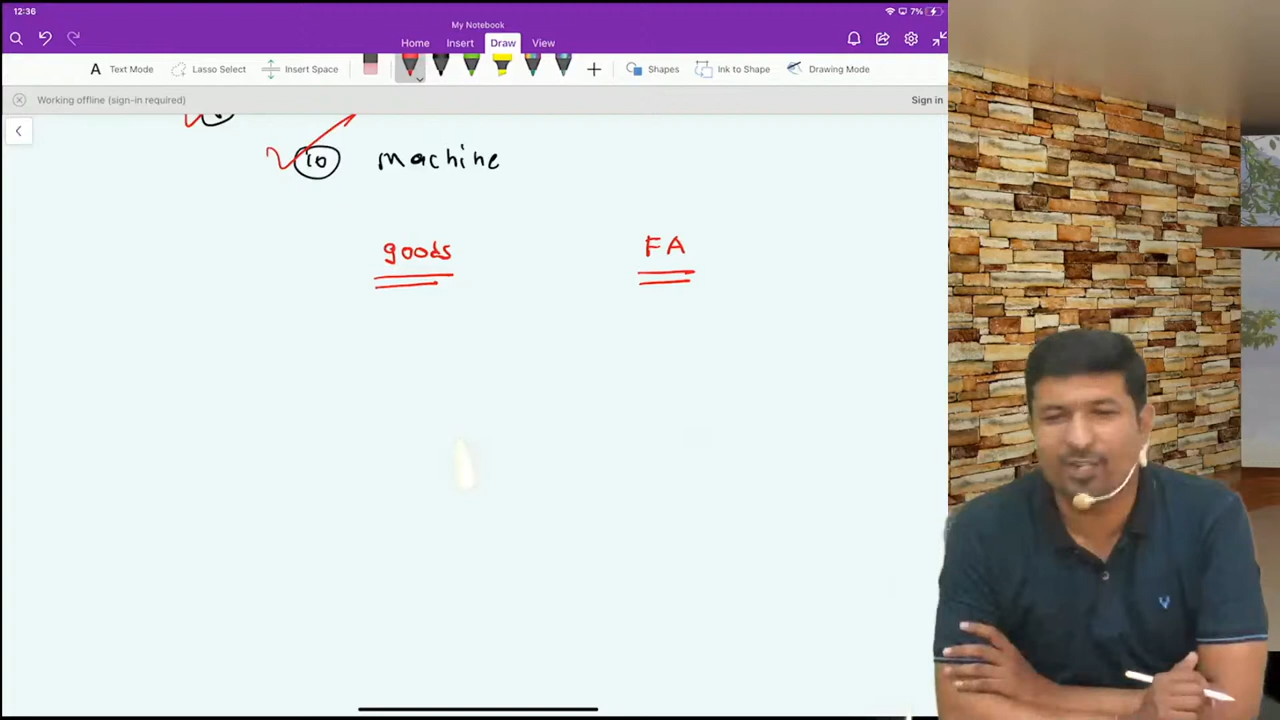 12:36
7%
My Notebook
Home Insert Draw View
A Text Mode Lasso Select Insert Space Shapes Ink to Shape Drawing Mode
Working offline (sign-in required) Sign in
10 machine
goods FA